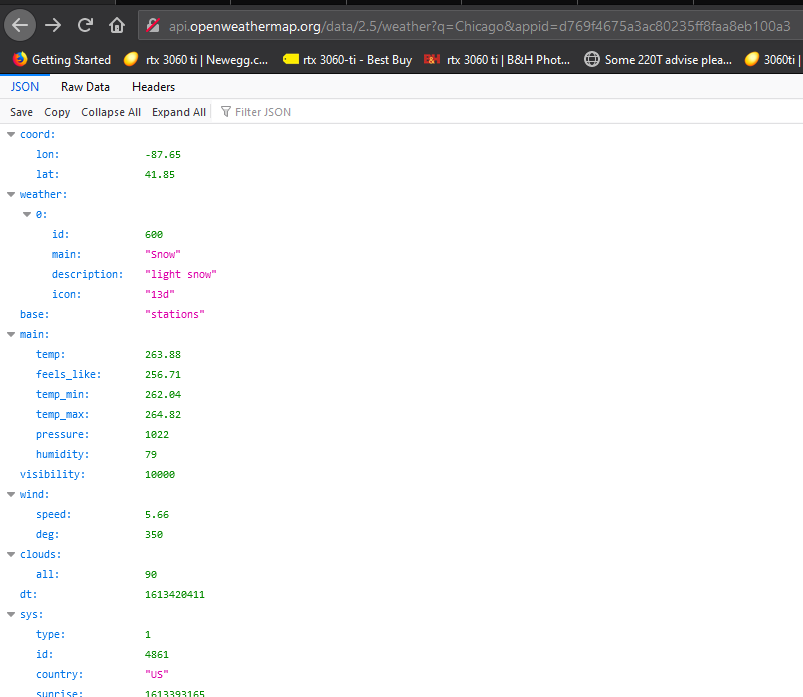 api.openweathermap.org/data/2.5/weather?q=Chicago&appid=d769f4675a3ac80235ff8faa8eb100a3
Getting Started rtx 3060 ti | Newegg.c... rtx 3060-ti - Best Buy B&H rtx 3060 ti | B&H Phot... Some 220T advise plea... 3060ti |
JSON Raw Data Headers
Save Copy Collapse All Expand All Filter JSON
coord:
lon: -87.65
lat: 41.85
weather:
0:
id: 600
main: "Snow"
description: "light snow"
icon: "13d"
base: "stations"
main:
temp: 263.88
feels_like: 256.71
temp_min: 262.04
temp_max: 264.82
pressure: 1022
humidity: 79
visibility: 10000
wind:
speed: 5.66
deg: 350
clouds:
all: 90
dt: 1613420411
sys:
type: 1
id: 4861
country: "US"
sunrise: 1613393165